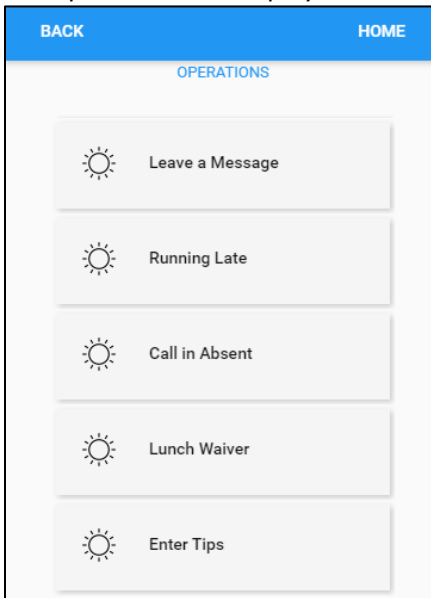 BACK HOME
OPERATIONS
Leave a Message
Running Late
Call in Absent
Lunch Waiver
Enter Tips